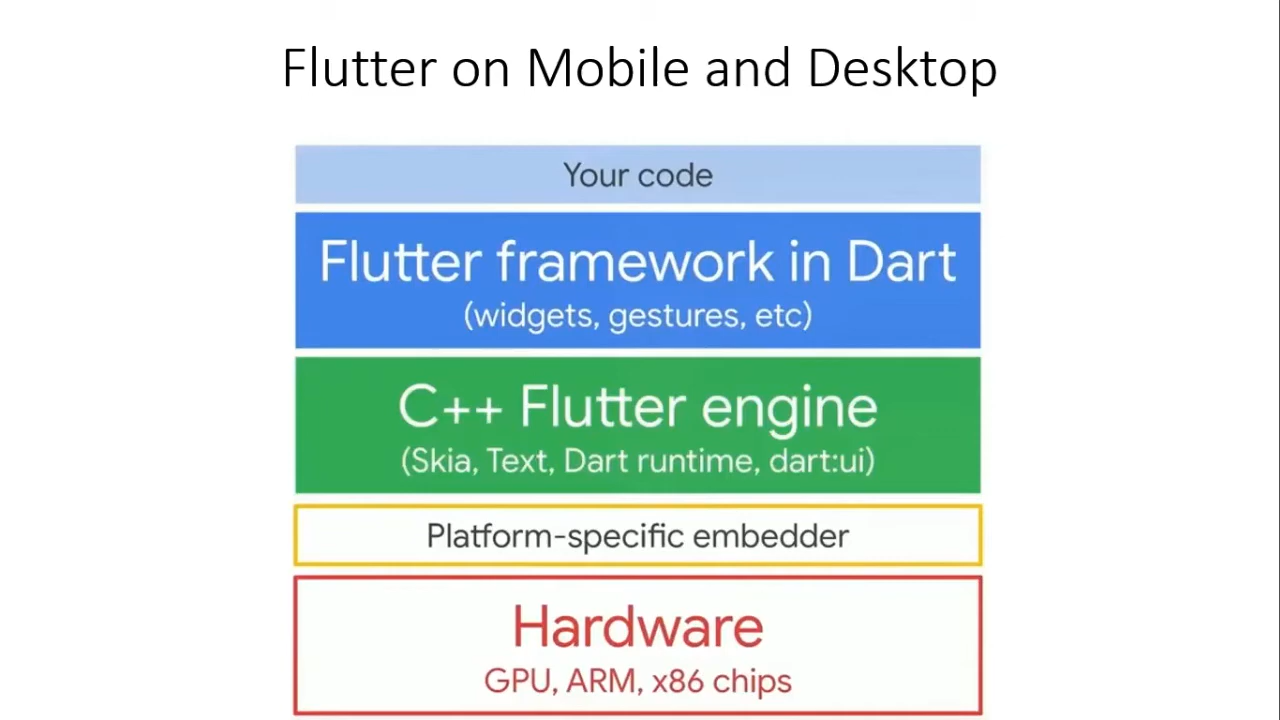 Flutter on Mobile and Desktop
Your code
Flutter framework in Dart
(widgets, gestures, etc)
C++ Flutter engine
(Skia, Text, Dart runtime, dart:ui)
Platform-specific embedder
Hardware
GPU, ARM, x86 chips